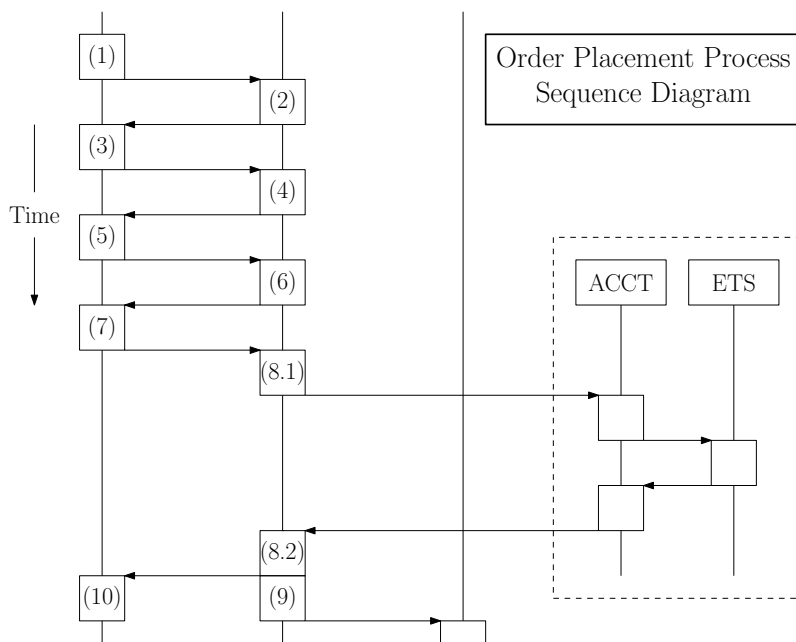 Order Placement Process
Sequence Diagram
(1)
(2)
(3)
(4)
Time
(5)
(6)
ACCT
ETS
(7)
(8.1)
(8.2)
(10)
(9)